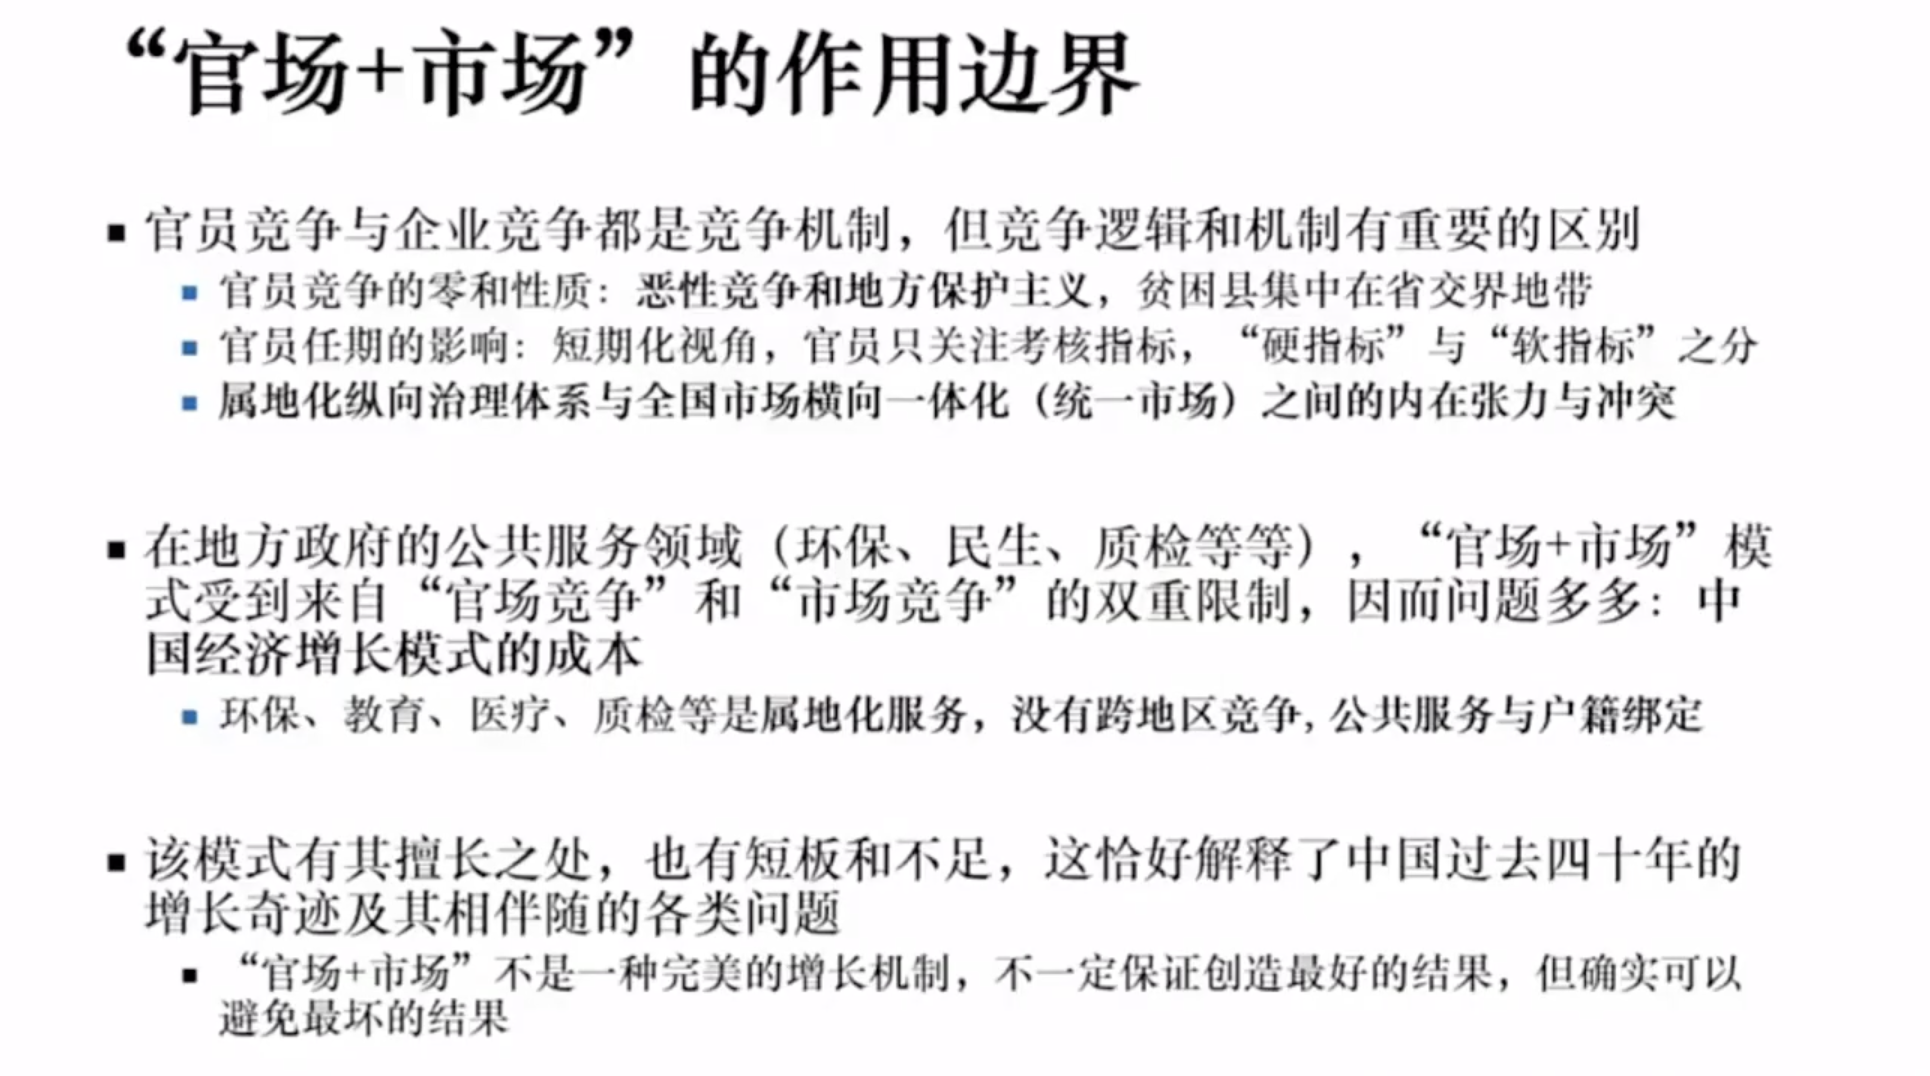 “官场+市场”的作用边界
官员竞争与企业竞争都是竞争机制，但竞争逻辑和机制有重要的区别
官员竞争的零和性质：恶性竞争和地方保护主义，贫困县集中在省交界地带
官员任期的影响：短期化视角，官员只关注考核指标，“硬指标”与“软指标”之分
属地化纵向治理体系与全国市场横向一体化（统一市场）之间的内在张力与冲突
在地方政府的公共服务领域（环保、民生、质检等等），“官场+市场”模
式受到来自“官场竞争”和“市场竞争”的双重限制，因而问题多多：中
国经济增长模式的成本
环保、教育、医疗、质检等是属地化服务，没有跨地区竞争, 公共服务与户籍绑定
该模式有其擅长之处，也有短板和不足，这恰好解释了中国过去四十年的
增长奇迹及其相伴随的各类问题
“官场+市场”不是一种完美的增长机制，不一定保证创造最好的结果，但确实可以
避免最坏的结果